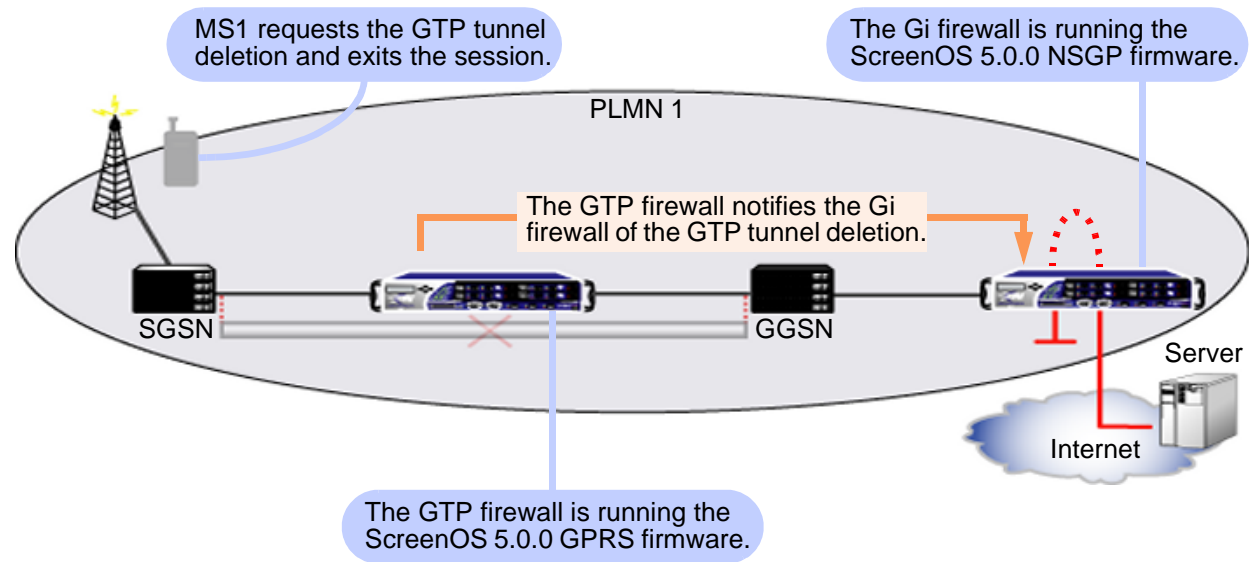 MS1 requests the GTP tunnel
deletion and exits the session.
The Gi firewall is running the
ScreenOS 5.0.0 NSGP firmware.
PLMN 1
The GTP firewall notifies the Gi
firewall of the GTP tunnel deletion.
SGSN
GGSN
Server
Internet
The GTP firewall is running the
ScreenOS 5.0.0 GPRS firmware.